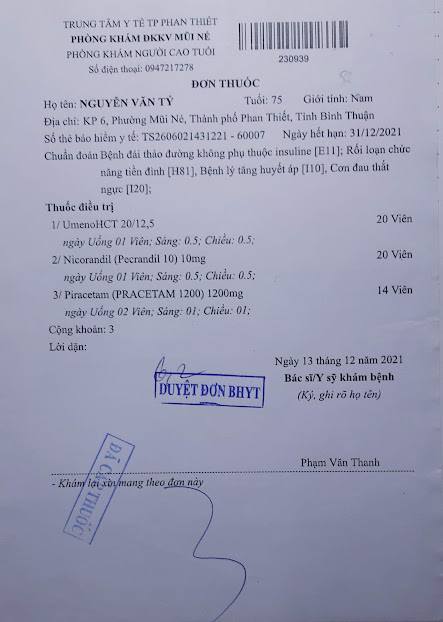 TRUNG TÂM Y TẾ TP PHAN THIẾT
PHÒNG KHÁM ĐKKV MŨI NÉ
PHÒNG KHÁM NGƯỜI CAO TUỔI
Số điện thoại: 0947217278
230939
ĐƠN THUỐC
Họ tên: NGUYỄN VĂN TỶ Tuổi: 75 Giới tính: Nam
Địa chỉ: KP 6, Phường Mũi Né, Thành phố Phan Thiết, Tỉnh Bình Thuận
Số thẻ bảo hiểm y tế: TS2606021431221 - 60007 Ngày hết hạn: 31/12/2021
Chuẩn đoán Bệnh đái tháo đường không phụ thuộc insuline [E11]; Rối loạn chức
năng tiền đình [H81], Bệnh lý tăng huyết áp [I10], Cơn đau thắt
ngực [I20];
Thuốc điều trị
1/ UmenoHCT 20/12,5 20 Viên
ngày Uống 01 Viên; Sáng: 0.5; Chiều: 0.5;
2/ Nicorandil (Pecrandil 10) 10mg 20 Viên
ngày Uống 01 Viên; Sáng: 0.5; Chiều: 0.5;
3/ Piracetam (PRACETAM 1200) 1200mg 14 Viên
ngày Uống 02 Viên; Sáng: 01; Chiều: 01;
Cộng khoản: 3
Lời dặn:
Ngày 13 tháng 12 năm 2021
Bác sĩ/Y sỹ khám bệnh
(Ký, ghi rõ họ tên)
DUYỆT ĐƠN BHYT
Phạm Văn Thanh
ĐÃ CẤP THUỐC
- Khám lại xin mang theo đơn này